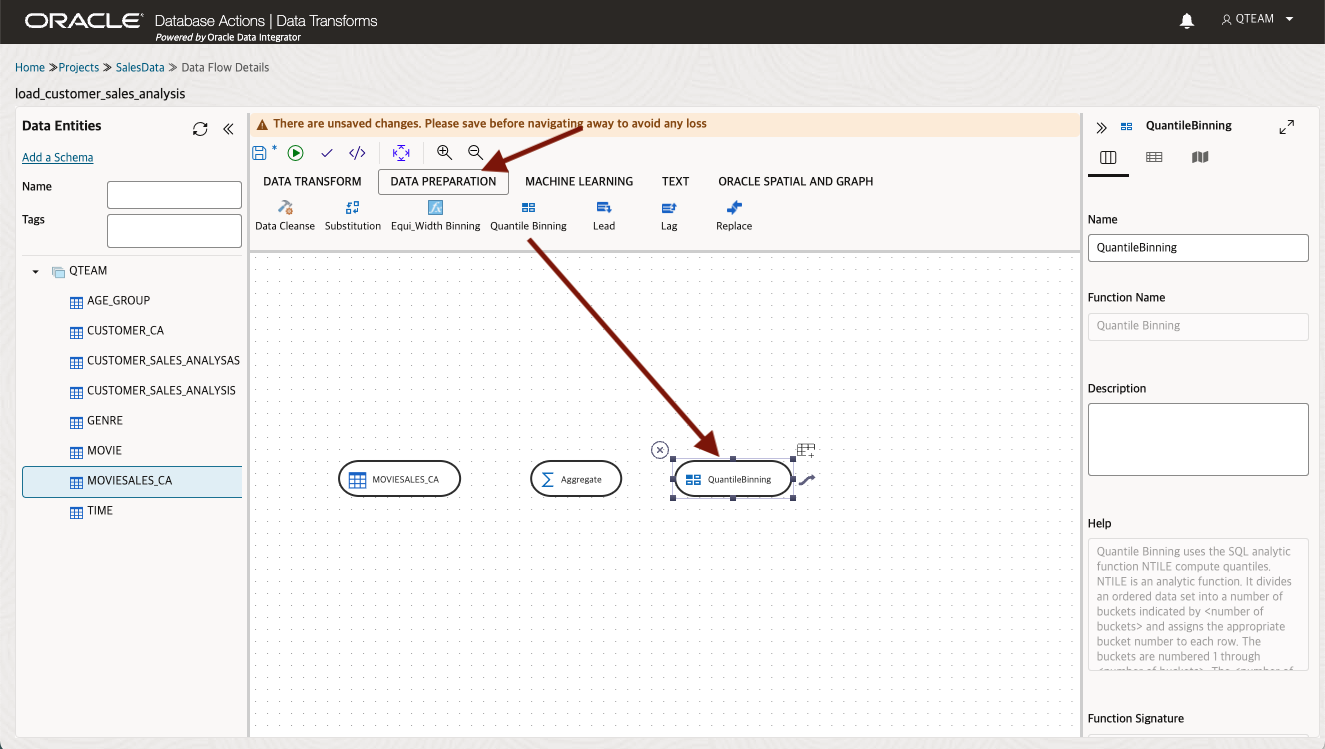 ORACLE Database Actions | Data Transforms
Powered by Oracle Data Integrator
QTEAM
Home Projects SalesData Data Flow Details
load_customer_sales_analysis
Data Entities
Add a Schema
Name
Tags
QTEAM
AGE_GROUP
CUSTOMER_CA
CUSTOMER_SALES_ANALYSAS
CUSTOMER_SALES_ANALYSIS
GENRE
MOVIE
MOVIESALES_CA
TIME
There are unsaved changes. Please save before navigating away to avoid any loss
*
DATA TRANSFORM DATA PREPARATION MACHINE LEARNING TEXT ORACLE SPATIAL AND GRAPH
Data Cleanse Substitution Equi_Width Binning Quantile Binning Lead Lag Replace
MOVIESALES_CA Aggregate QuantileBinning
QuantileBinning
Name
QuantileBinning
Function Name
Quantile Binning
Description
Help
Quantile Binning uses the SQL analytic
function NTILE compute quantiles.
NTILE is an analytic function. It divides
an ordered data set into a number of
buckets indicated by <number of
buckets> and assigns the appropriate
bucket number to each row. The
buckets are numbered 1 through
<number of buckets>. The <number of
Function Signature